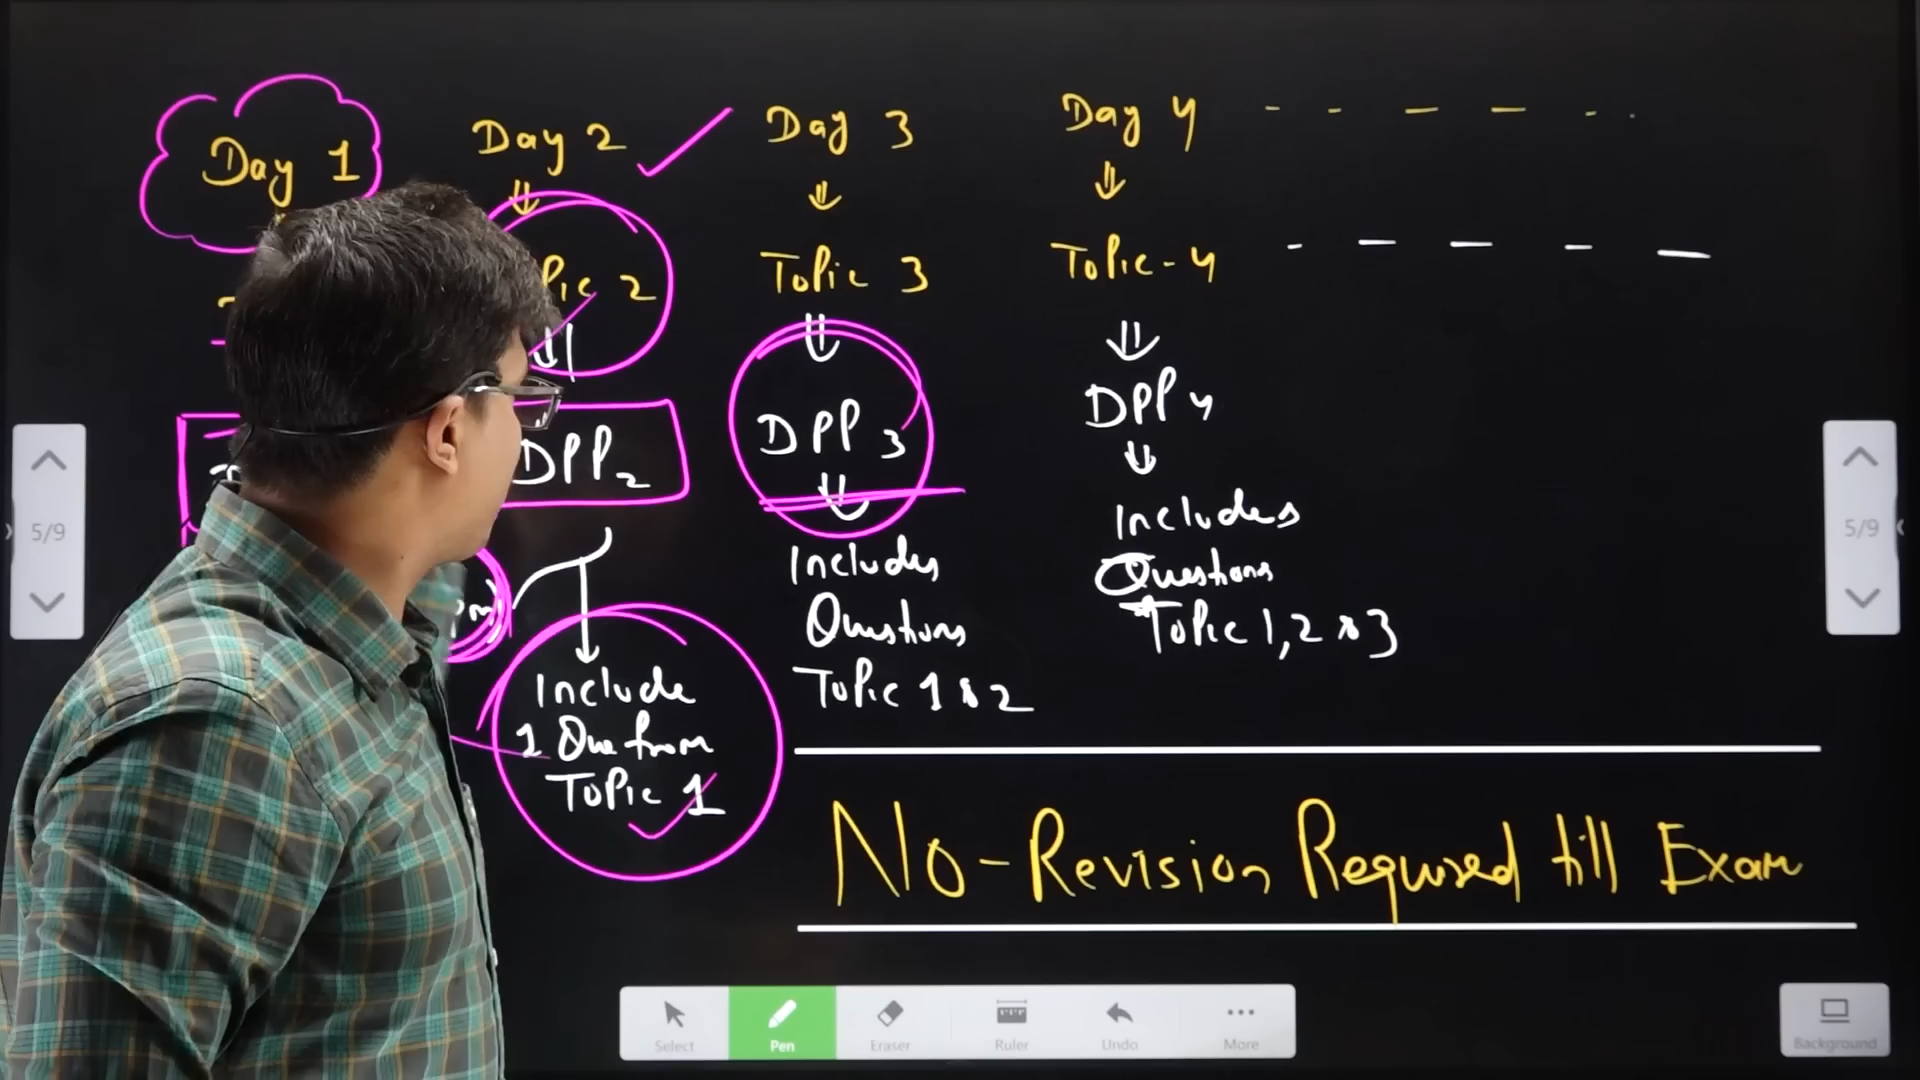 Day 1
Day 2
Day 3
Day 4
Topic 3
Topic-4
DPP2
DPP 3
DPP 4
Include
1 Que from
Topic 1
Includes
Questions
Topic 1 & 2
Includes
Questions
Topic 1, 2 & 3
No-Revision Required till Exam
5/9
5/9
Select
Pen
Eraser
Ruler
Undo
More
Background